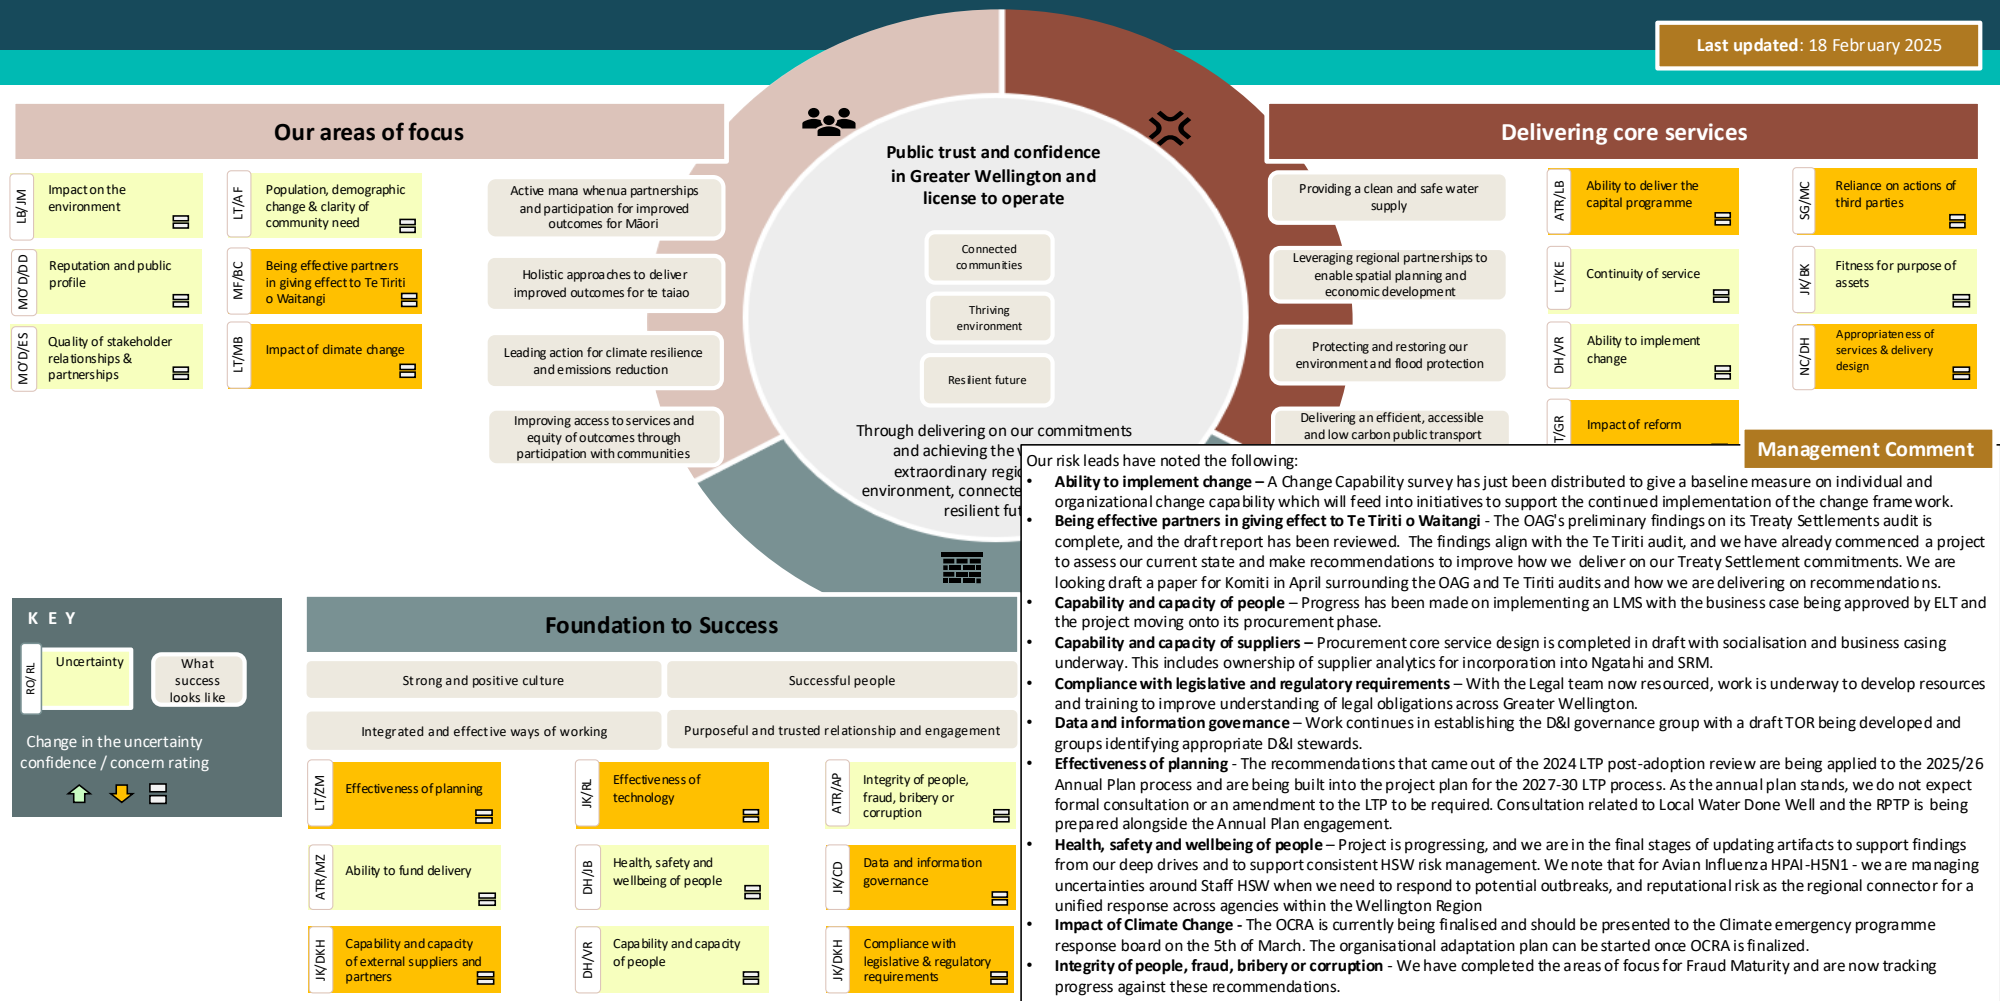 Last updated: 18 February 2025
Our areas of focus
LB/JM
Impact on the
environment
LT/AF
Population, demographic
change & clarity of
community need
MO'D/DD
Reputation and public
profile
MF/BC
Being effective partners
in giving effect to Te Tiriti
o Waitangi
MO'D/ES
Quality of stakeholder
relationships &
partnerships
LT/MB
Impact of climate change
Active mana whenua partnerships
and participation for improved
outcomes for Māori
Holistic approaches to deliver
improved outcomes for te taiao
Leading action for climate resilience
and emissions reduction
Improving access to services and
equity of outcomes through
participation with communities
Public trust and confidence
in Greater Wellington and
license to operate
Connected
communities
Thriving
environment
Resilient future
Through delivering on our commitments
and achieving the
extraordinary
environment,
resilient
Delivering core services
Providing a clean and safe water
supply
Leveraging regional partnerships to
enable spatial planning and
economic development
Protecting and restoring our
environment and flood protection
Delivering an efficient, accessible
and low carbon public transport
ATR/LB
Ability to deliver the
capital programme
SG/MC
Reliance on actions of
third parties
LT/KE
Continuity of service
JK/BK
Fitness for purpose of
assets
DH/VR
Ability to implement
change
NC/DH
Appropriateness of
services & delivery
design
T/GR
Impact of reform
Management Comment
Our risk leads have noted the following:
• Ability to implement change – A Change Capability survey has just been distributed to give a baseline measure on individual and
organizational change capability which will feed into initiatives to support the continued implementation of the change framework.
• Being effective partners in giving effect to Te Tiriti o Waitangi - The OAG's preliminary findings on its Treaty Settlements audit is
complete, and the draft report has been reviewed. The findings align with the Te Tiriti audit, and we have already commenced a project
to assess our current state and make recommendations to improve how we deliver on our Treaty Settlement commitments. We are
looking draft a paper for Komiti in April surrounding the OAG and Te Tiriti audits and how we are delivering on recommendations.
• Capability and capacity of people – Progress has been made on implementing an LMS with the business case being approved by ELT and
the project moving onto its procurement phase.
• Capability and capacity of suppliers – Procurement core service design is completed in draft with socialisation and business casing
underway. This includes ownership of supplier analytics for incorporation into Ngatahi and SRM.
• Compliance with legislative and regulatory requirements – With the Legal team now resourced, work is underway to develop resources
and training to improve understanding of legal obligations across Greater Wellington.
• Data and information governance – Work continues in establishing the D&I governance group with a draft TOR being developed and
groups identifying appropriate D&I stewards.
• Effectiveness of planning - The recommendations that came out of the 2024 LTP post-adoption review are being applied to the 2025/26
Annual Plan process and are being built into the project plan for the 2027-30 LTP process. As the annual plan stands, we do not expect
formal consultation or an amendment to the LTP to be required. Consultation related to Local Water Done Well and the RPTP is being
prepared alongside the Annual Plan engagement.
• Health, safety and wellbeing of people – Project is progressing, and we are in the final stages of updating artifacts to support findings
from our deep drives and to support consistent HSW risk management. We note that for Avian Influenza HPAI-H5N1 - we are managing
uncertainties around Staff HSW when we need to respond to potential outbreaks, and reputational risk as the regional connector for a
unified response across agencies within the Wellington Region
• Impact of Climate Change - The OCRA is currently being finalised and should be presented to the Climate emergency programme
response board on the 5th of March. The organisational adaptation plan can be started once OCRA is finalized.
• Integrity of people, fraud, bribery or corruption - We have completed the areas of focus for Fraud Maturity and are now tracking
progress against these recommendations.
KEY
RO/RL
Uncertainty
What
success
looks like
Change in the uncertainty
confidence / concern rating
Foundation to Success
Strong and positive culture
Successful people
Integrated and effective ways of working
Purposeful and trusted relationship and engagement
LT/ZM
Effectiveness of planning
JK/RL
Effectiveness of
technology
ATR/AP
Integrity of people,
fraud, bribery or
corruption
ATR/MZ
Ability to fund delivery
DH/JB
Health, safety and
wellbeing of people
JK/CD
Data and information
governance
JK/DKH
Capability and capacity
of external suppliers and
partners
DH/VR
Capability and capacity
of people
JK/DKH
Compliance with
legislative & regulatory
requirements